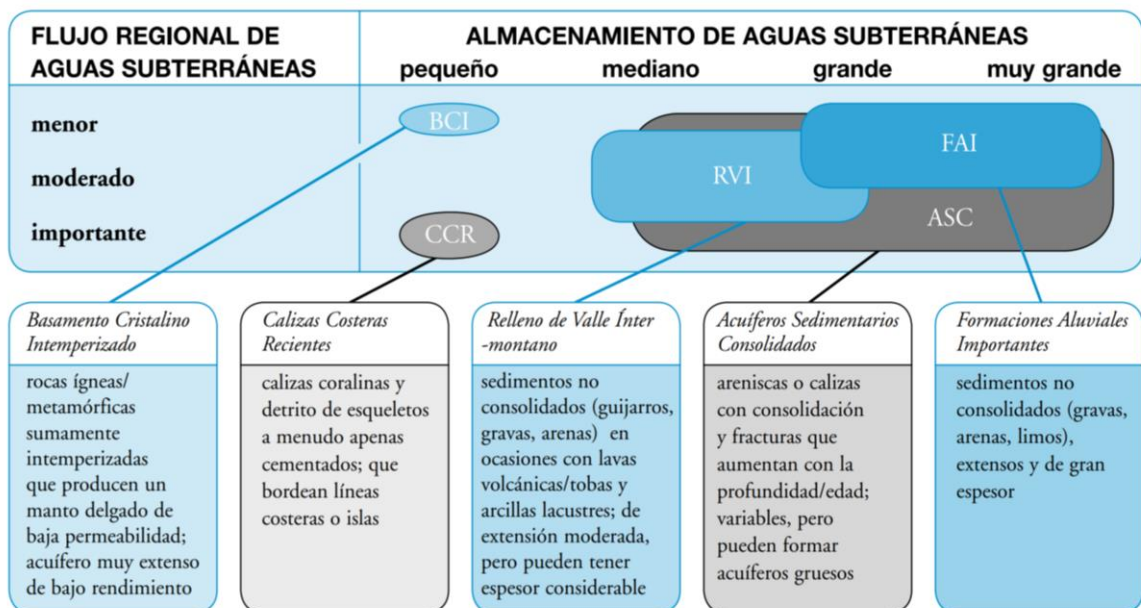 FLUJO REGIONAL DE
AGUAS SUBTERRÁNEAS
ALMACENAMIENTO DE AGUAS SUBTERRÁNEAS
pequeño mediano grande muy grande
menor
moderado
importante
BCI
CCR
RVI
FAI
ASC
Basamento Cristalino
Intemperizado
rocas ígneas/
metamórficas
sumamente
intemperizadas
que producen un
manto delgado de
baja permeabilidad;
acuífero muy extenso
de bajo rendimiento
Calizas Costeras
Recientes
calizas coralinas y
detrito de esqueletos
a menudo apenas
cementados; que
bordean líneas
costeras o islas
Relleno de Valle Ínter
-montano
sedimentos no
consolidados (guijarros,
gravas, arenas) en
ocasiones con lavas
volcánicas/tobas y
arcillas lacustres; de
extensión moderada,
pero pueden tener
espesor considerable
Acuíferos Sedimentarios
Consolidados
areniscas o calizas
con consolidación
y fracturas que
aumentan con la
profundidad/edad;
variables, pero
pueden formar
acuíferos gruesos
Formaciones Aluviales
Importantes
sedimentos no
consolidados (gravas,
arenas, limos),
extensos y de gran
espesor